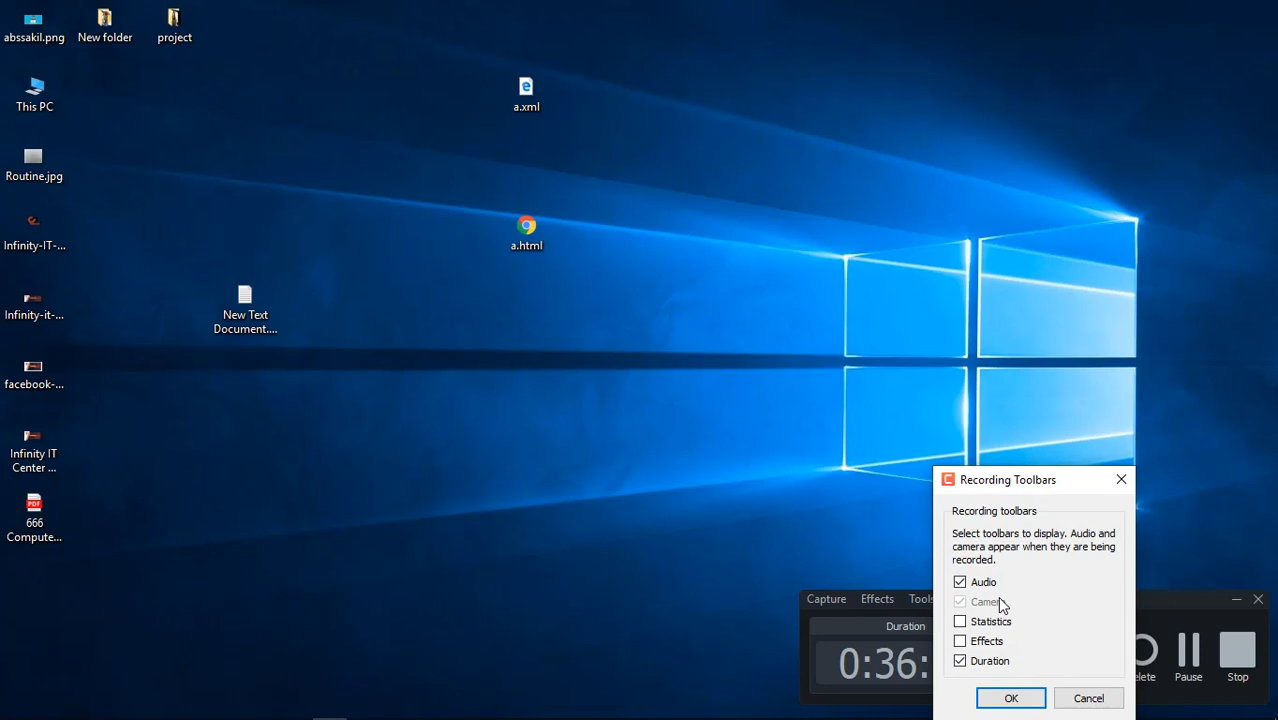 abssakil.png
New folder
project
This PC
a.xml
Routine.jpg
Infinity-IT-...
a.html
Infinity-it-...
New Text
Document....
facebook-...
Infinity IT
Center ...
PDF
666
Compute...
Recording Toolbars
Recording toolbars
Select toolbars to display. Audio and
camera appear when they are being
recorded.
Audio
Statistics
Effects
Duration
OK
Cancel
Capture
Effects
Duration
0:36:
Pause
Stop